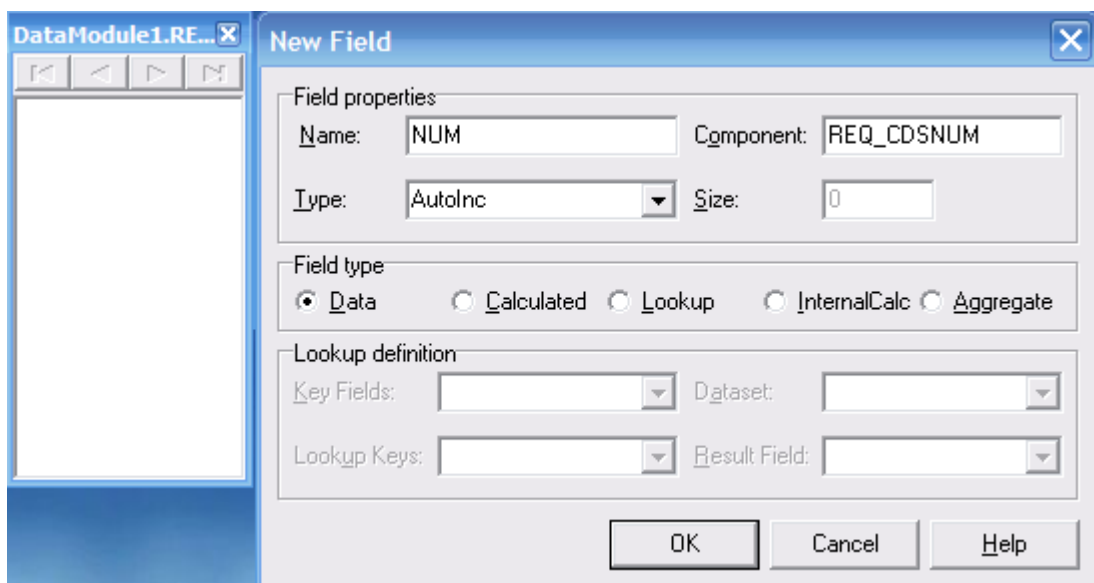 DataModule1.RE...
New Field
Field properties
Name: NUM Component: REQ_CDSNUM
Type: AutoInc Size: 0
Field type
Data Calculated Lookup InternalCalc Aggregate
Lookup definition
Key Fields: Dataset:
Lookup Keys: Result Field:
OK Cancel Help